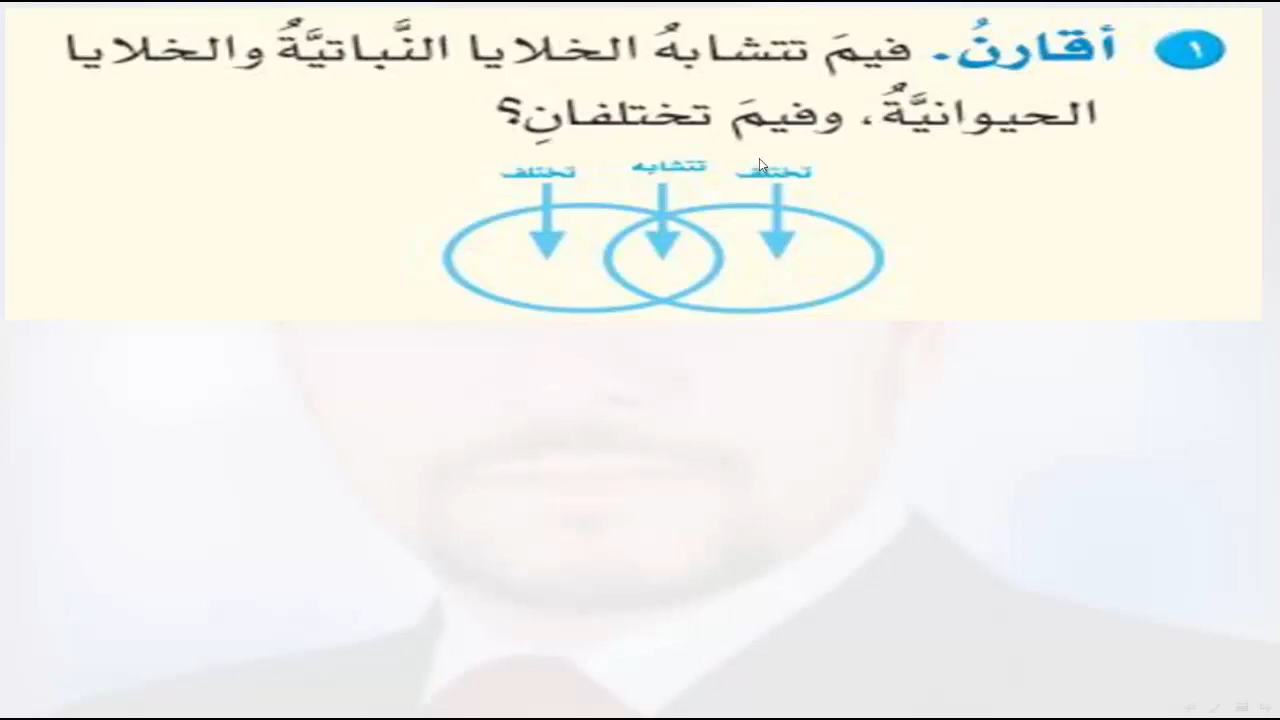 ١ أقارنُ. فيمَ تتشابهُ الخلايا النَّباتيَّةُ والخلايا
الحيوانيَّةُ، وفيمَ تختلفانِ؟
تختلف تتشابه تختلف